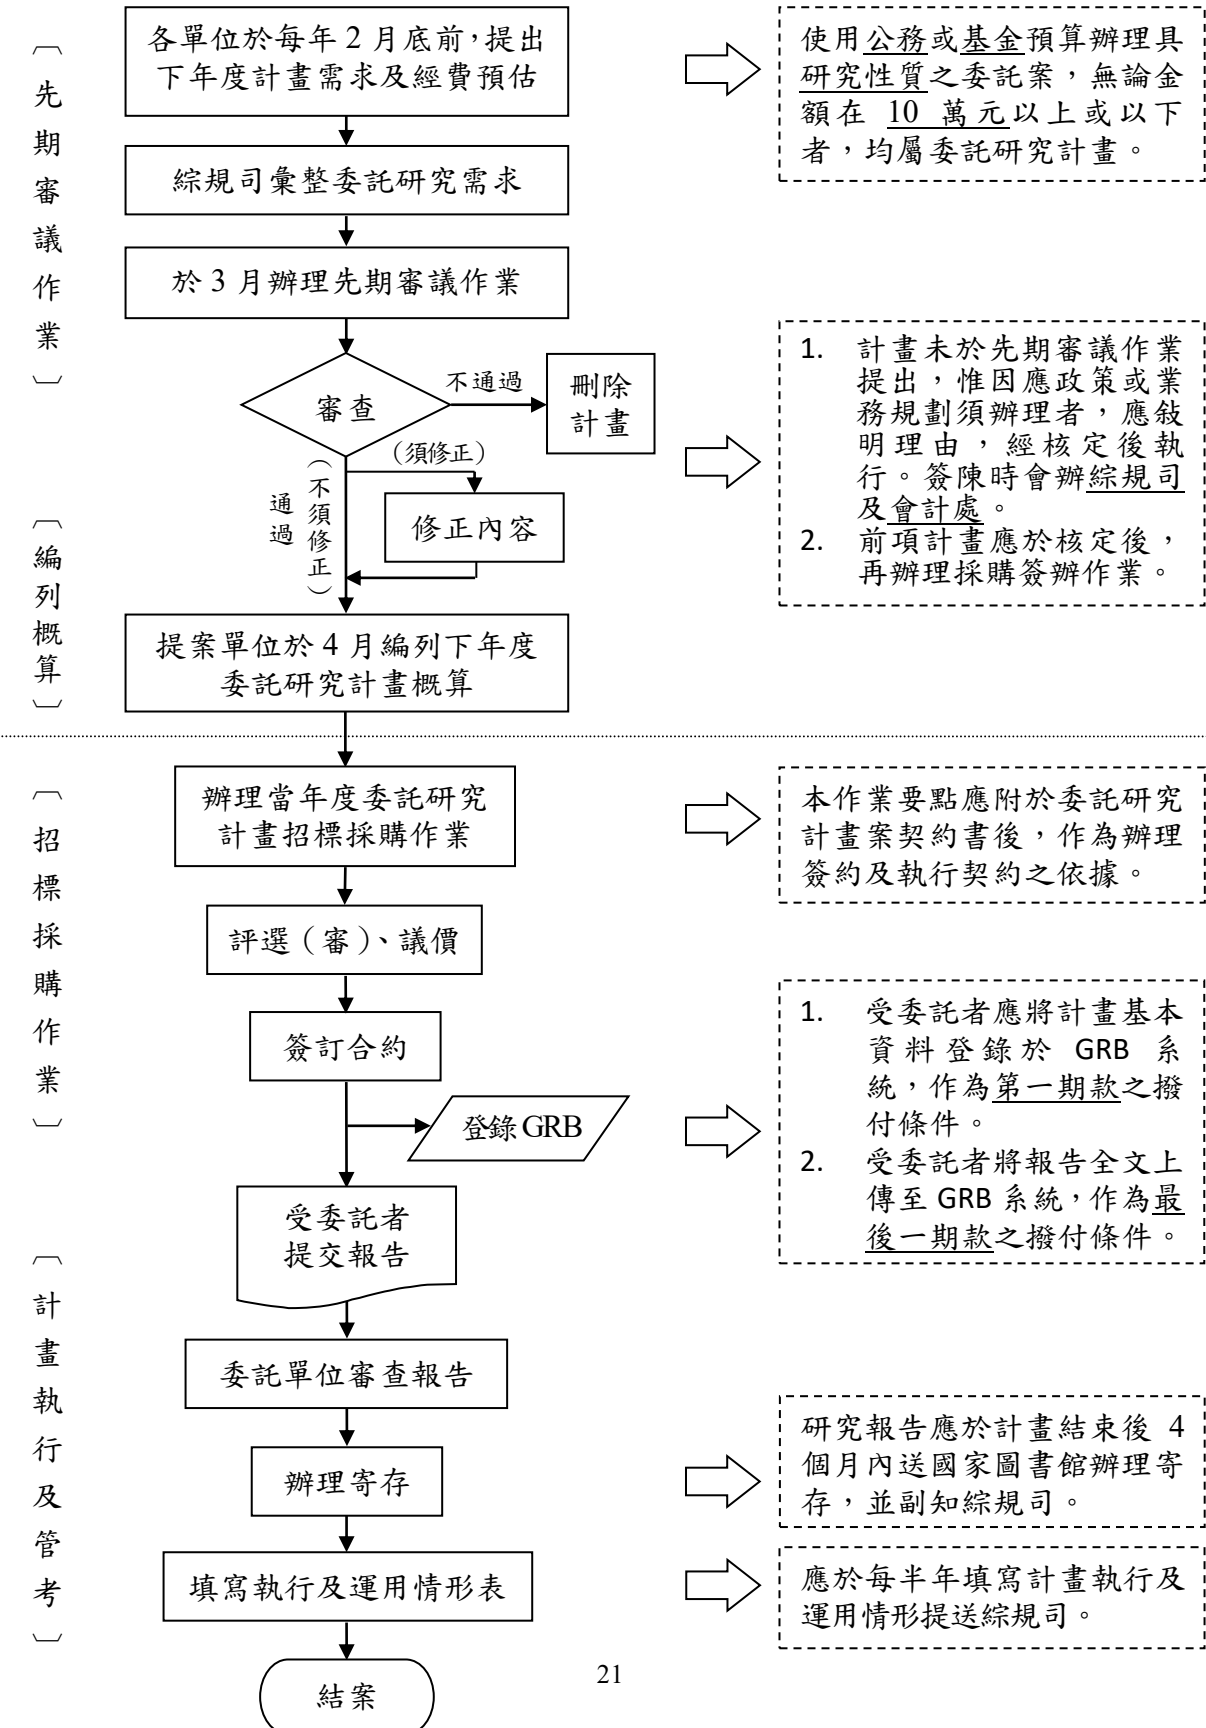 〔先期審議作業〕
各單位於每年 2 月底前，提出
下年度計畫需求及經費預估
使用公務或基金預算辦理具
研究性質之委託案，無論金
額在 10 萬元以上或以下
者，均屬委託研究計畫。
綜規司彙整委託研究需求
於 3 月辦理先期審議作業
審查
不通過
刪除
計畫
（須修正）
修正內容
通過
（不須修正）
1. 計畫未於先期審議作業
提出，惟因應政策或業
務規劃須辦理者，應敍
明理由，經核定後執
行。簽陳時會辦綜規司
及會計處。
2. 前項計畫應於核定後，
再辦理採購簽辦作業。
〔編列概算〕
提案單位於 4 月編列下年度
委託研究計畫概算
〔招標採購作業〕
辦理當年度委託研究
計畫招標採購作業
本作業要點應附於委託研究
計畫案契約書後，作為辦理
簽約及執行契約之依據。
評選（審）、議價
簽訂合約
登錄 GRB
1. 受委託者應將計畫基本
資料登錄於 GRB 系
統，作為第一期款之撥
付條件。
2. 受委託者將報告全文上
傳至 GRB 系統，作為最
後一期款之撥付條件。
〔計畫執行及管考〕
受委託者
提交報告
委託單位審查報告
辦理寄存
研究報告應於計畫結束後 4
個月內送國家圖書館辦理寄
存，並副知綜規司。
填寫執行及運用情形表
應於每半年填寫計畫執行及
運用情形提送綜規司。
結案
21